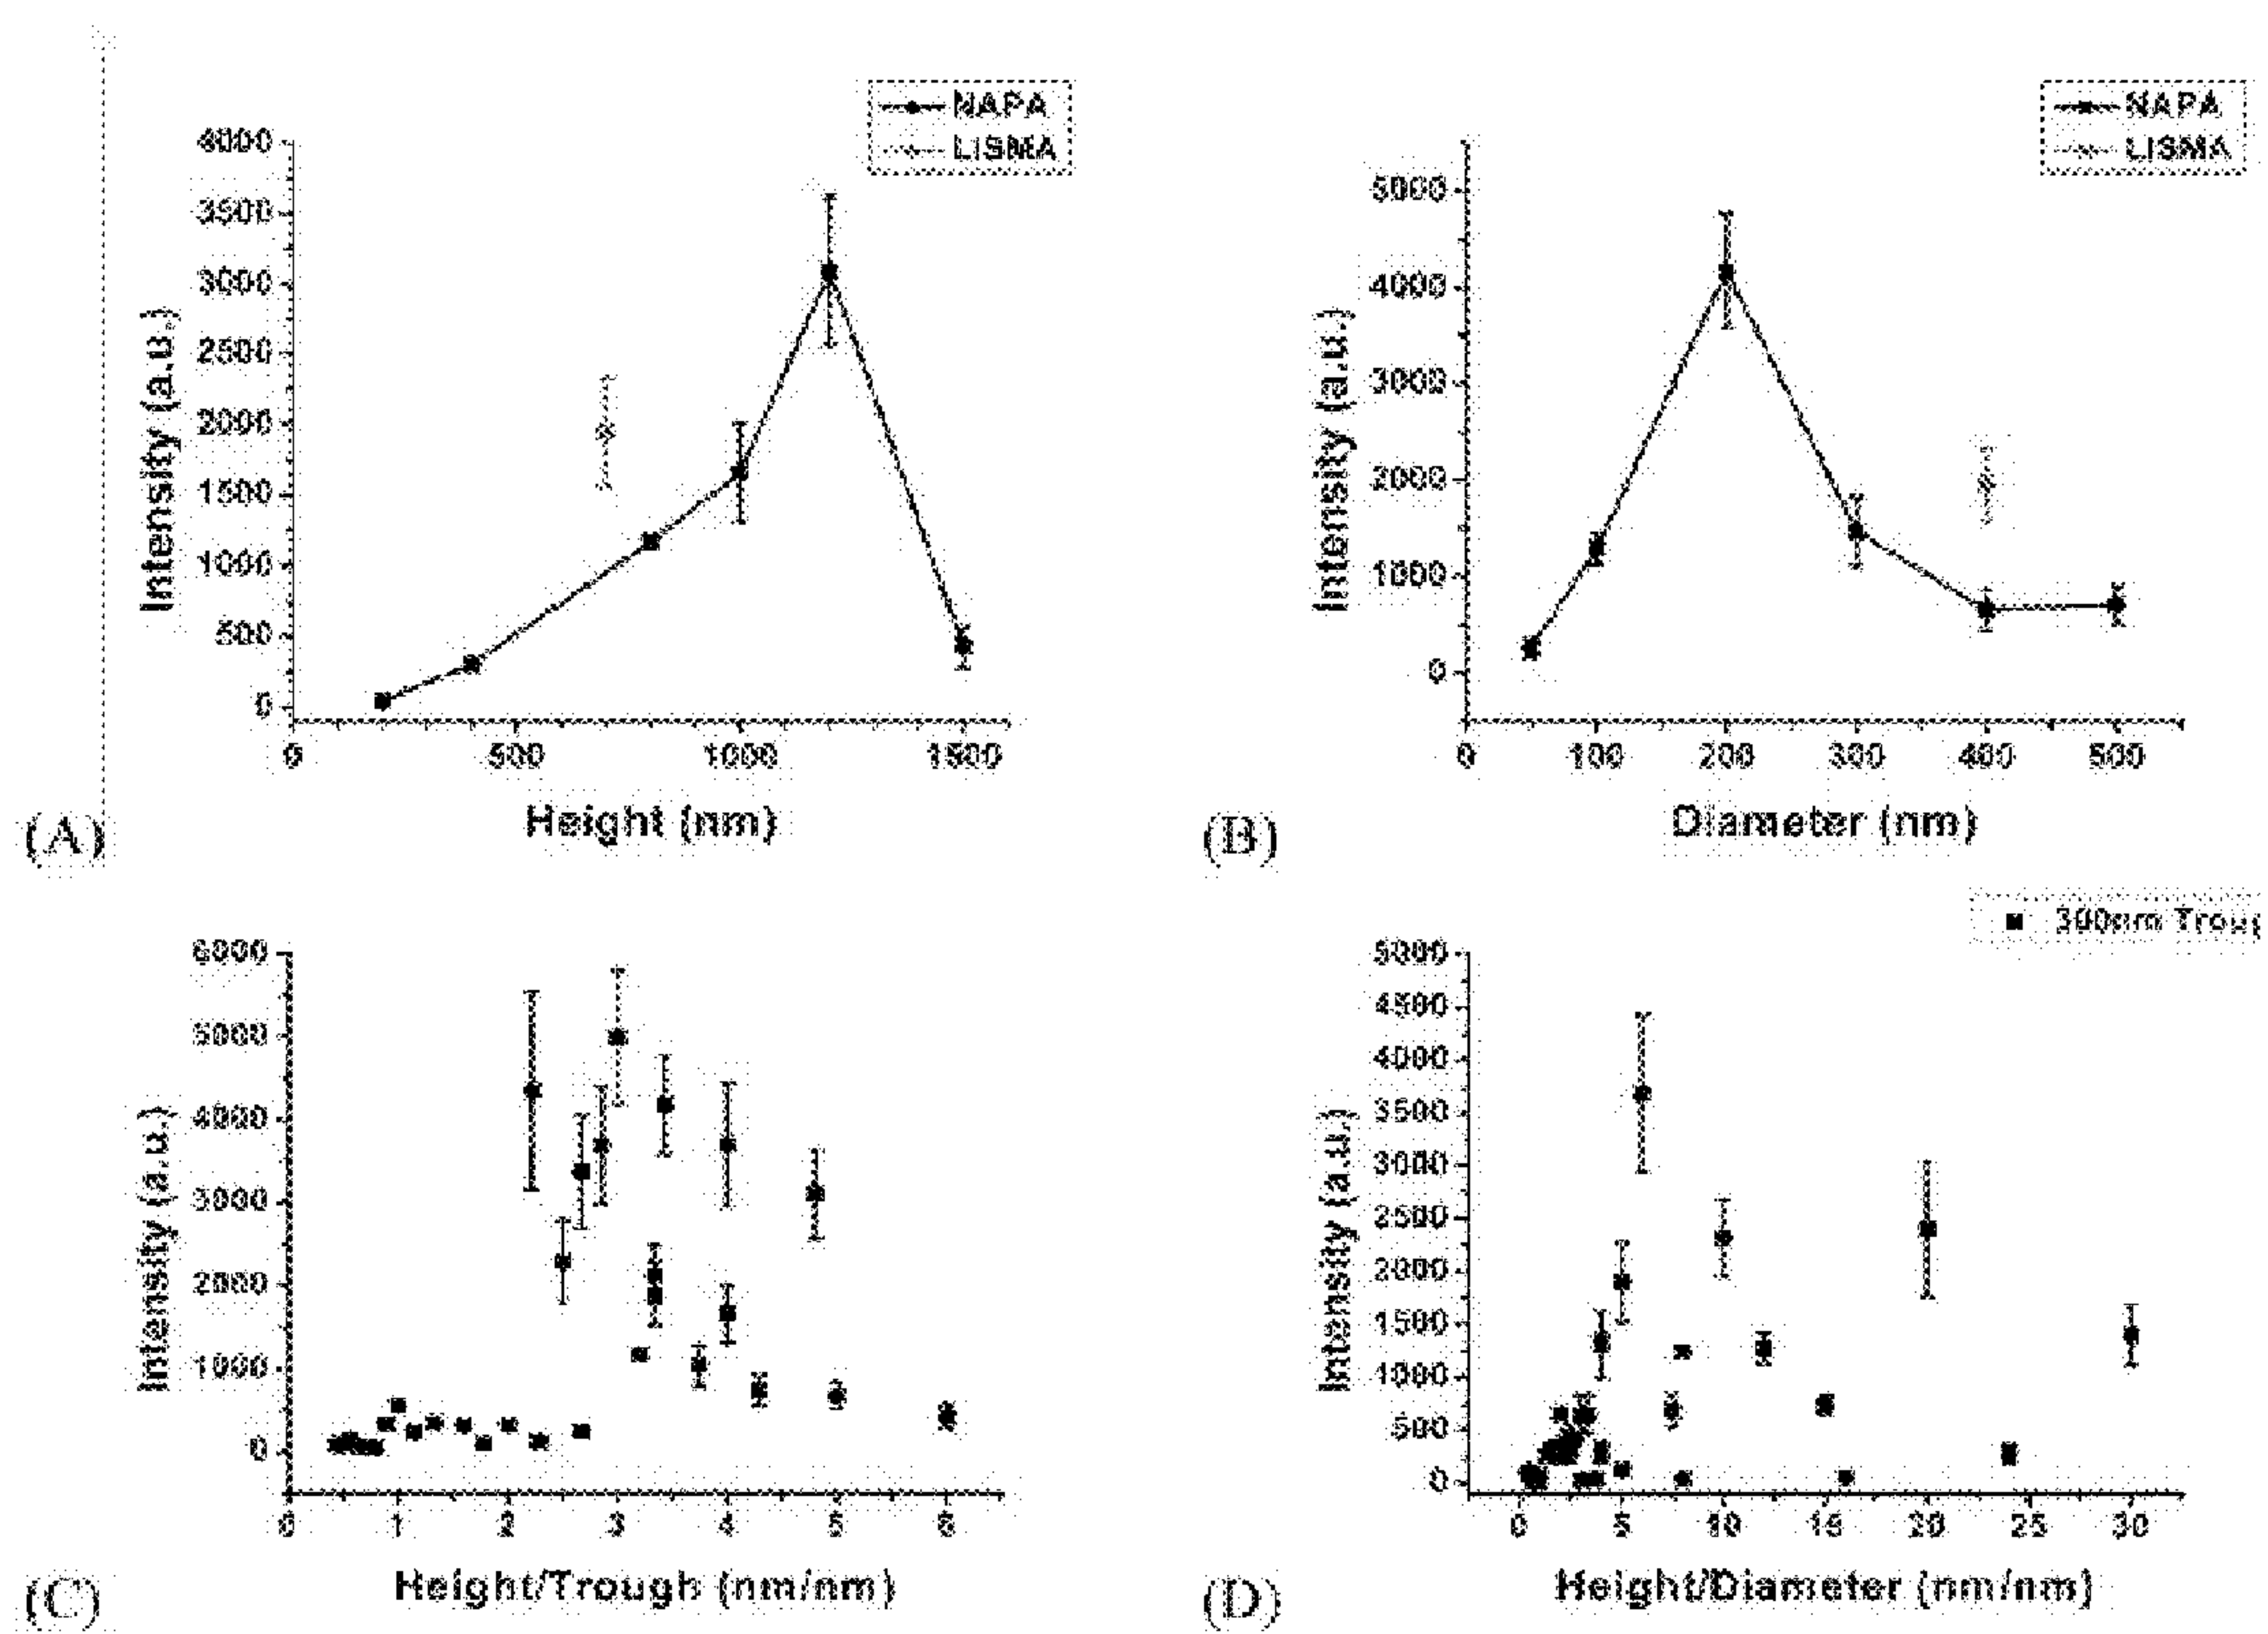 NAPA
LISMA
4000
3500
3000
2500
2000
1500
1000
500
0
Intensity (a.u.)
0 500 1000 1500
Height (nm)
(A)
NAPA
LISMA
5000
4000
3000
2000
1000
0
Intensity (a.u.)
0 100 200 300 400 500
Diameter (nm)
(B)
6000
5000
4000
3000
2000
1000
0
Intensity (a.u.)
0 1 2 3 4 5 6
Height/Trough (nm/nm)
(C)
300nm Troug
5000
4500
4000
3500
3000
2500
2000
1500
1000
500
0
Intensity (a.u.)
0 5 10 15 20 25 30
Height/Diameter (nm/nm)
(D)